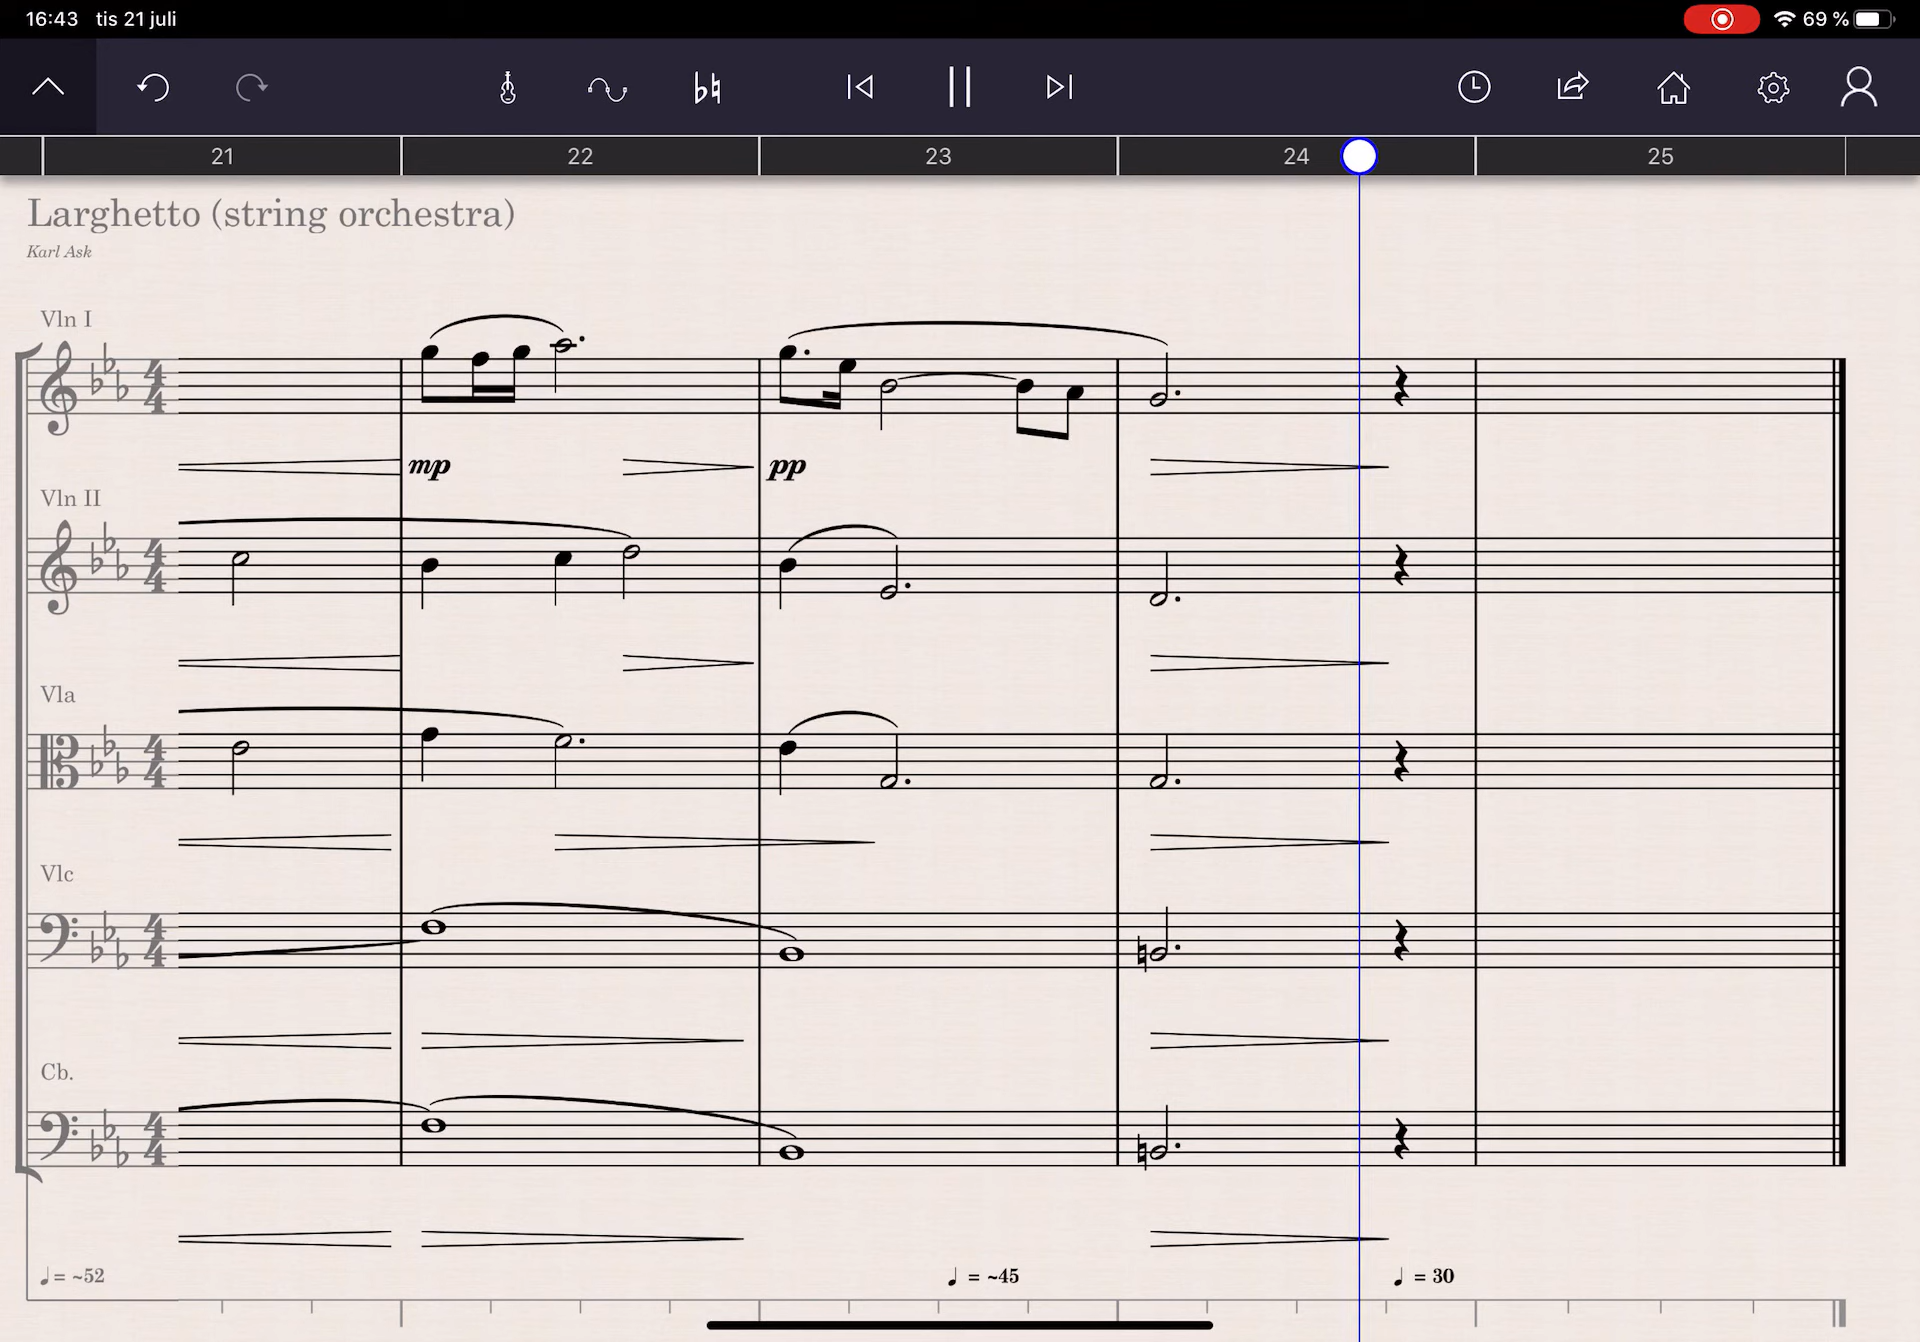 16:43 tis 21 juli 69 %
21 22 23 24 25
Larghetto (string orchestra)
Karl Ask
Vln I
mp pp
Vln II
Vla
Vlc
Cb.
♩= ~52 ♩ = ~45 ♩ = 30